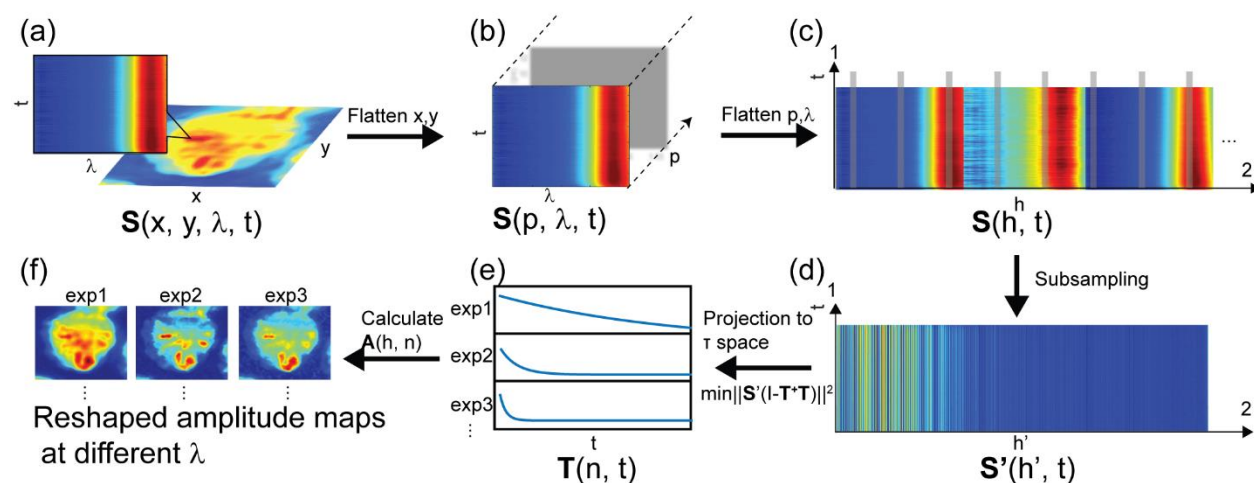 (a)
t
λ
x
y
S(x, y, λ, t)
Flatten x,y
(b)
t
λ
p
S(p, λ, t)
Flatten p,λ
(c)
1
t
...
2
h
S(h, t)
Subsampling
(d)
1
t
2
h'
S'(h', t)
Projection to
τ space
min||S'(I-T⁺T)||²
(e)
exp1
exp2
exp3
⋮
t
T(n, t)
Calculate
A(h, n)
(f)
exp1 exp2 exp3
⋮ ⋮ ⋮
Reshaped amplitude maps
at different λ